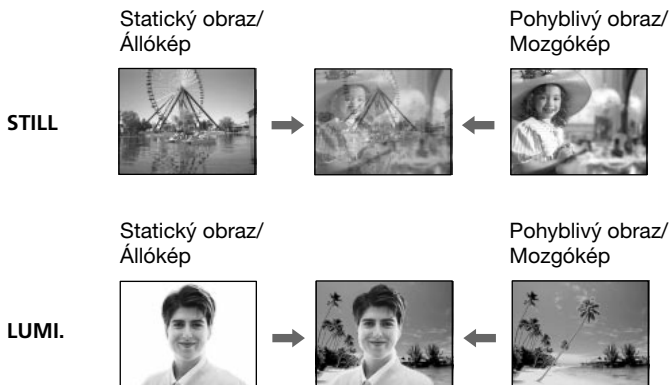 Statický obraz/
Állókép
Pohyblivý obraz/
Mozgókép
STILL
Statický obraz/
Állókép
Pohyblivý obraz/
Mozgókép
LUMI.